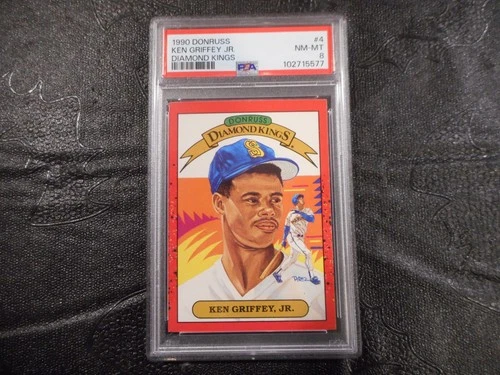 1990 DONRUSS #4
KEN GRIFFEY JR. NM-MT
DIAMOND KINGS 8
PSA 102715577
DONRUSS
DIAMOND KINGS
S
KEN GRIFFEY, JR.